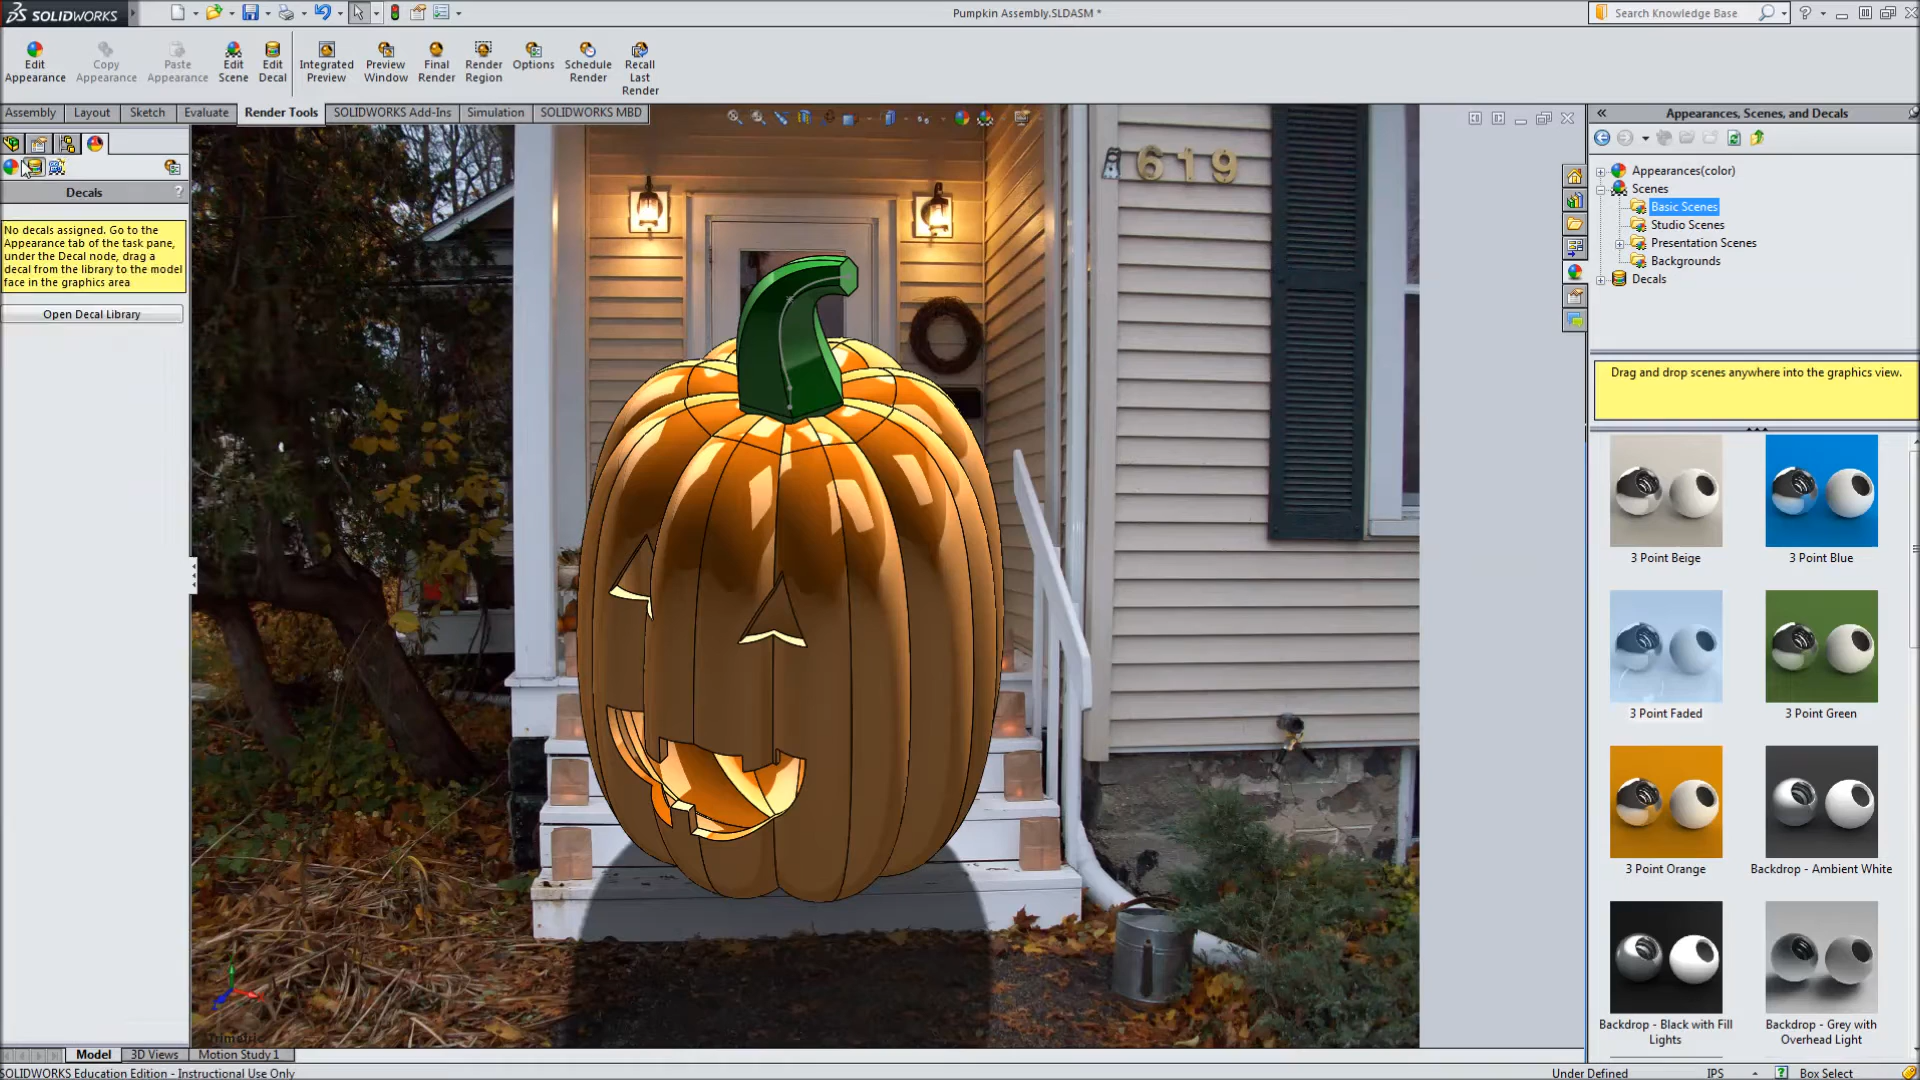 SOLIDWORKS
Pumpkin Assembly.SLDASM *
Search Knowledge Base
Edit Appearance
Copy Appearance
Paste Appearance
Edit Scene
Edit Decal
Integrated Preview
Preview Window
Final Render
Render Region
Options
Schedule Render
Recall Last Render
Assembly
Layout
Sketch
Evaluate
Render Tools
SOLIDWORKS Add-Ins
Simulation
SOLIDWORKS MBD
Decals
?
No decals assigned. Go to the
Appearance tab of the task pane,
under the Decal node, drag a
decal from the library to the model
face in the graphics area
Open Decal Library
619
Appearances, Scenes, and Decals
Appearances(color)
Scenes
Basic Scenes
Studio Scenes
Presentation Scenes
Backgrounds
Decals
Drag and drop scenes anywhere into the graphics view.
3 Point Beige
3 Point Blue
3 Point Faded
3 Point Green
3 Point Orange
Backdrop - Ambient White
Backdrop - Black with Fill
Lights
Backdrop - Grey with
Overhead Light
Model
3D Views
Motion Study 1
SOLIDWORKS Education Edition - Instructional Use Only
Under Defined
IPS
Box Select